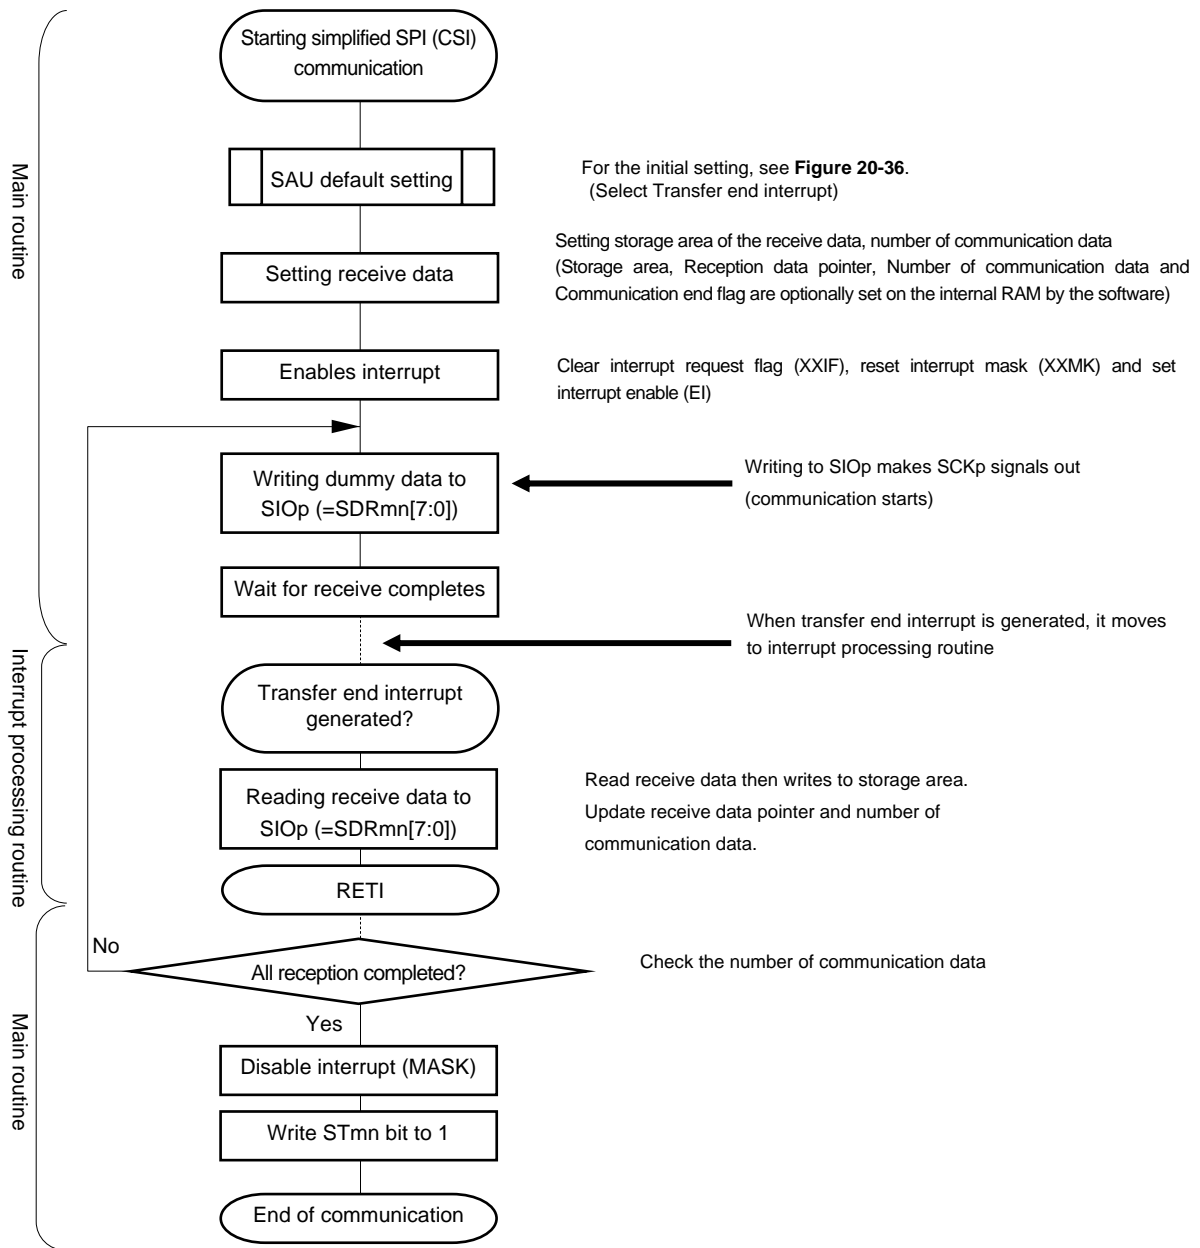 Starting simplified SPI (CSI)
communication
Main routine
SAU default setting
For the initial setting, see Figure 20-36.
(Select Transfer end interrupt)
Setting receive data
Setting storage area of the receive data, number of communication data
(Storage area, Reception data pointer, Number of communication data and
Communication end flag are optionally set on the internal RAM by the software)
Enables interrupt
Clear interrupt request flag (XXIF), reset interrupt mask (XXMK) and set
interrupt enable (EI)
Writing dummy data to
SIOp (=SDRmn[7:0])
Writing to SIOp makes SCKp signals out
(communication starts)
Wait for receive completes
When transfer end interrupt is generated, it moves
to interrupt processing routine
Interrupt processing routine
Transfer end interrupt
generated?
Reading receive data to
SIOp (=SDRmn[7:0])
Read receive data then writes to storage area.
Update receive data pointer and number of
communication data.
RETI
No
All reception completed?
Check the number of communication data
Yes
Main routine
Disable interrupt (MASK)
Write STmn bit to 1
End of communication